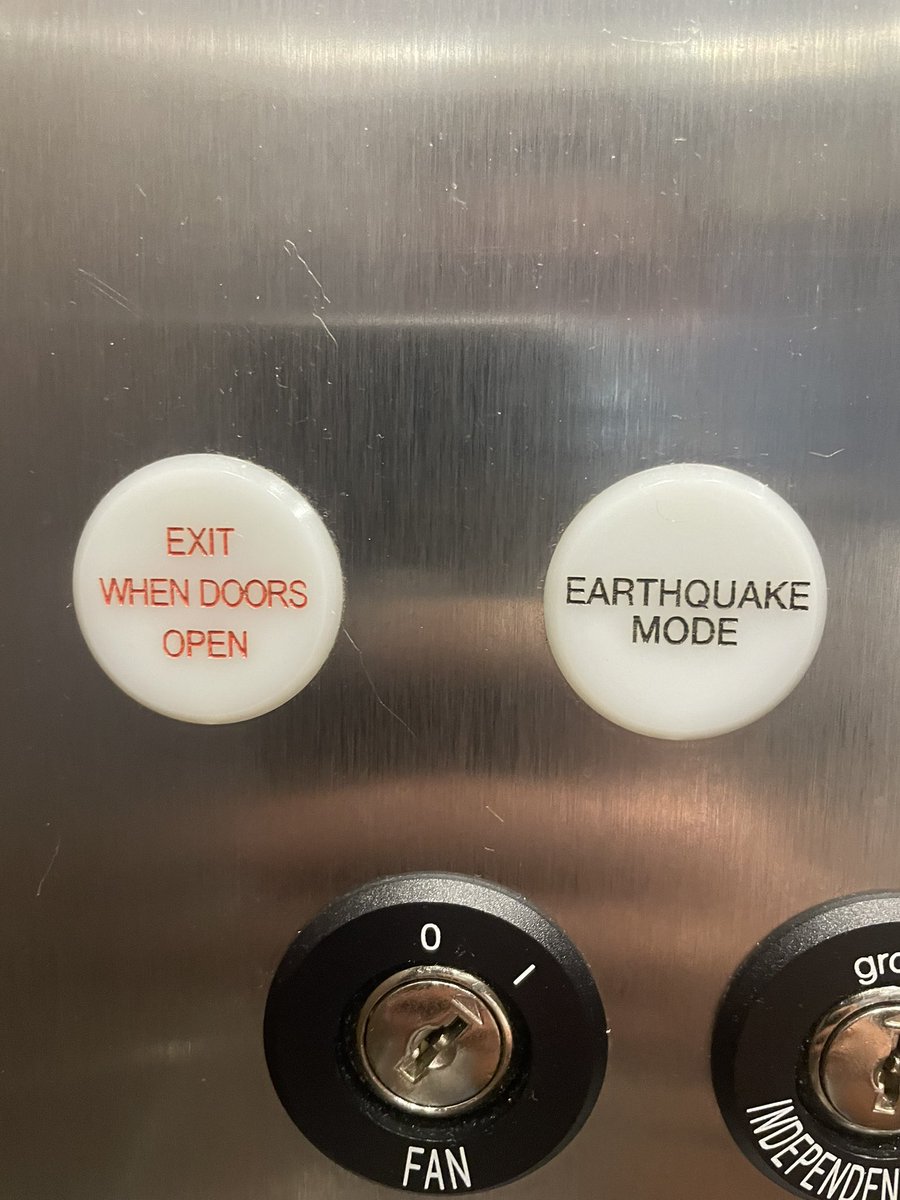 EXIT
WHEN DOORS
OPEN
EARTHQUAKE
MODE
0
I
FAN